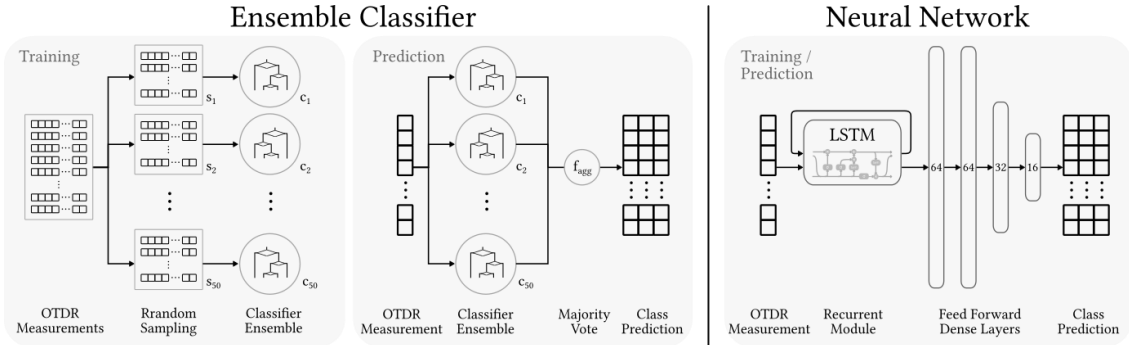 Ensemble Classifier
Neural Network
Training
s1
c1
s2
c2
s50
c50
OTDR
Measurements
Rrandom
Sampling
Classifier
Ensemble
Prediction
c1
c2
c50
fagg
OTDR
Measurement
Classifier
Ensemble
Majority
Vote
Class
Prediction
Training /
Prediction
LSTM
64
64
32
16
OTDR
Measurement
Recurrent
Module
Feed Forward
Dense Layers
Class
Prediction